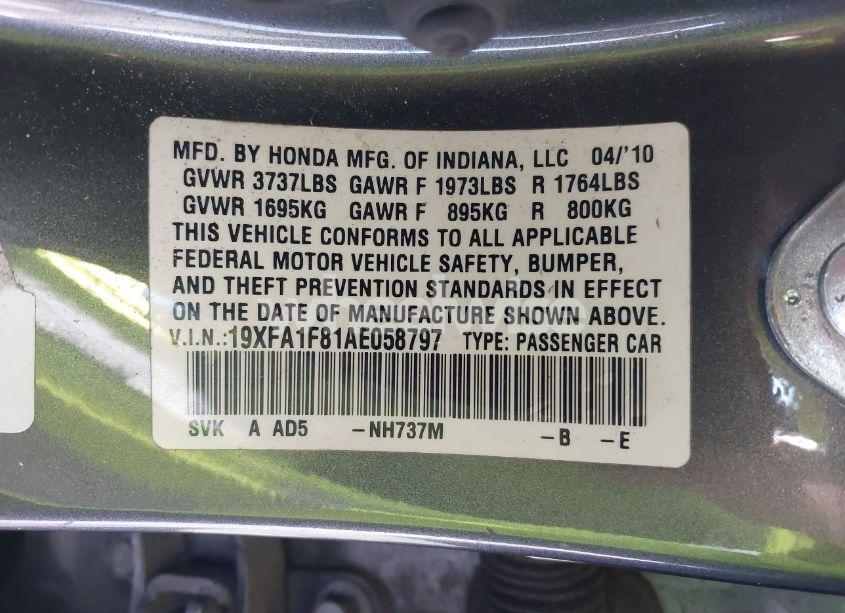 MFD. BY HONDA MFG. OF INDIANA, LLC 04/'10
GVWR 3737LBS GAWR F 1973LBS R 1764LBS
GVWR 1695KG GAWR F 895KG R 800KG
THIS VEHICLE CONFORMS TO ALL APPLICABLE
FEDERAL MOTOR VEHICLE SAFETY, BUMPER,
AND THEFT PREVENTION STANDARDS IN EFFECT
ON THE DATE OF MANUFACTURE SHOWN ABOVE.
V.I.N.:19XFA1F81AE058797 TYPE: PASSENGER CAR
SVK A AD5 -NH737M -B -E